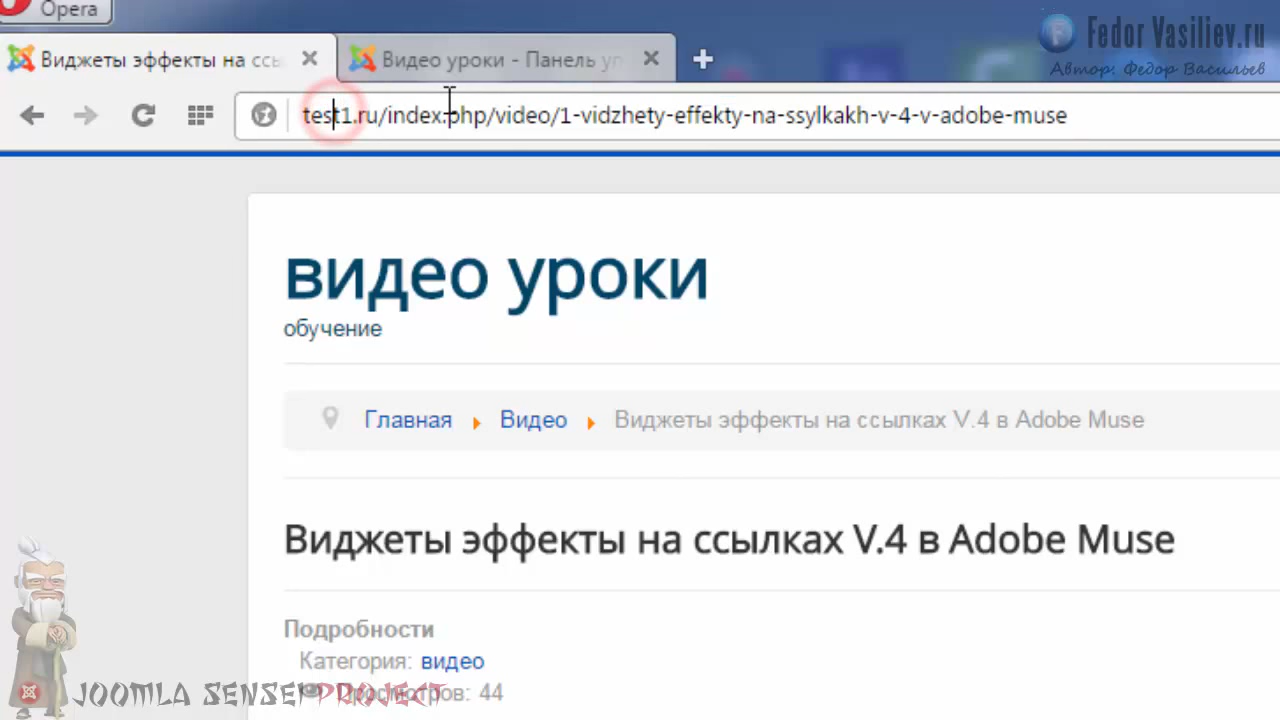 Opera
Fedor Vasiliev.ru
Автор: Федор Васильев
Виджеты эффекты на ссы
Видео уроки - Панель уп
test1.ru/index.php/video/1-vidzhety-effekty-na-ssylkakh-v-4-v-adobe-muse
видео уроки
обучение
Главная Видео Виджеты эффекты на ссылках V.4 в Adobe Muse
Виджеты эффекты на ссылках V.4 в Adobe Muse
Подробности
Категория: видео
Просмотров: 44
JOOMLA SENSEI PROJECT